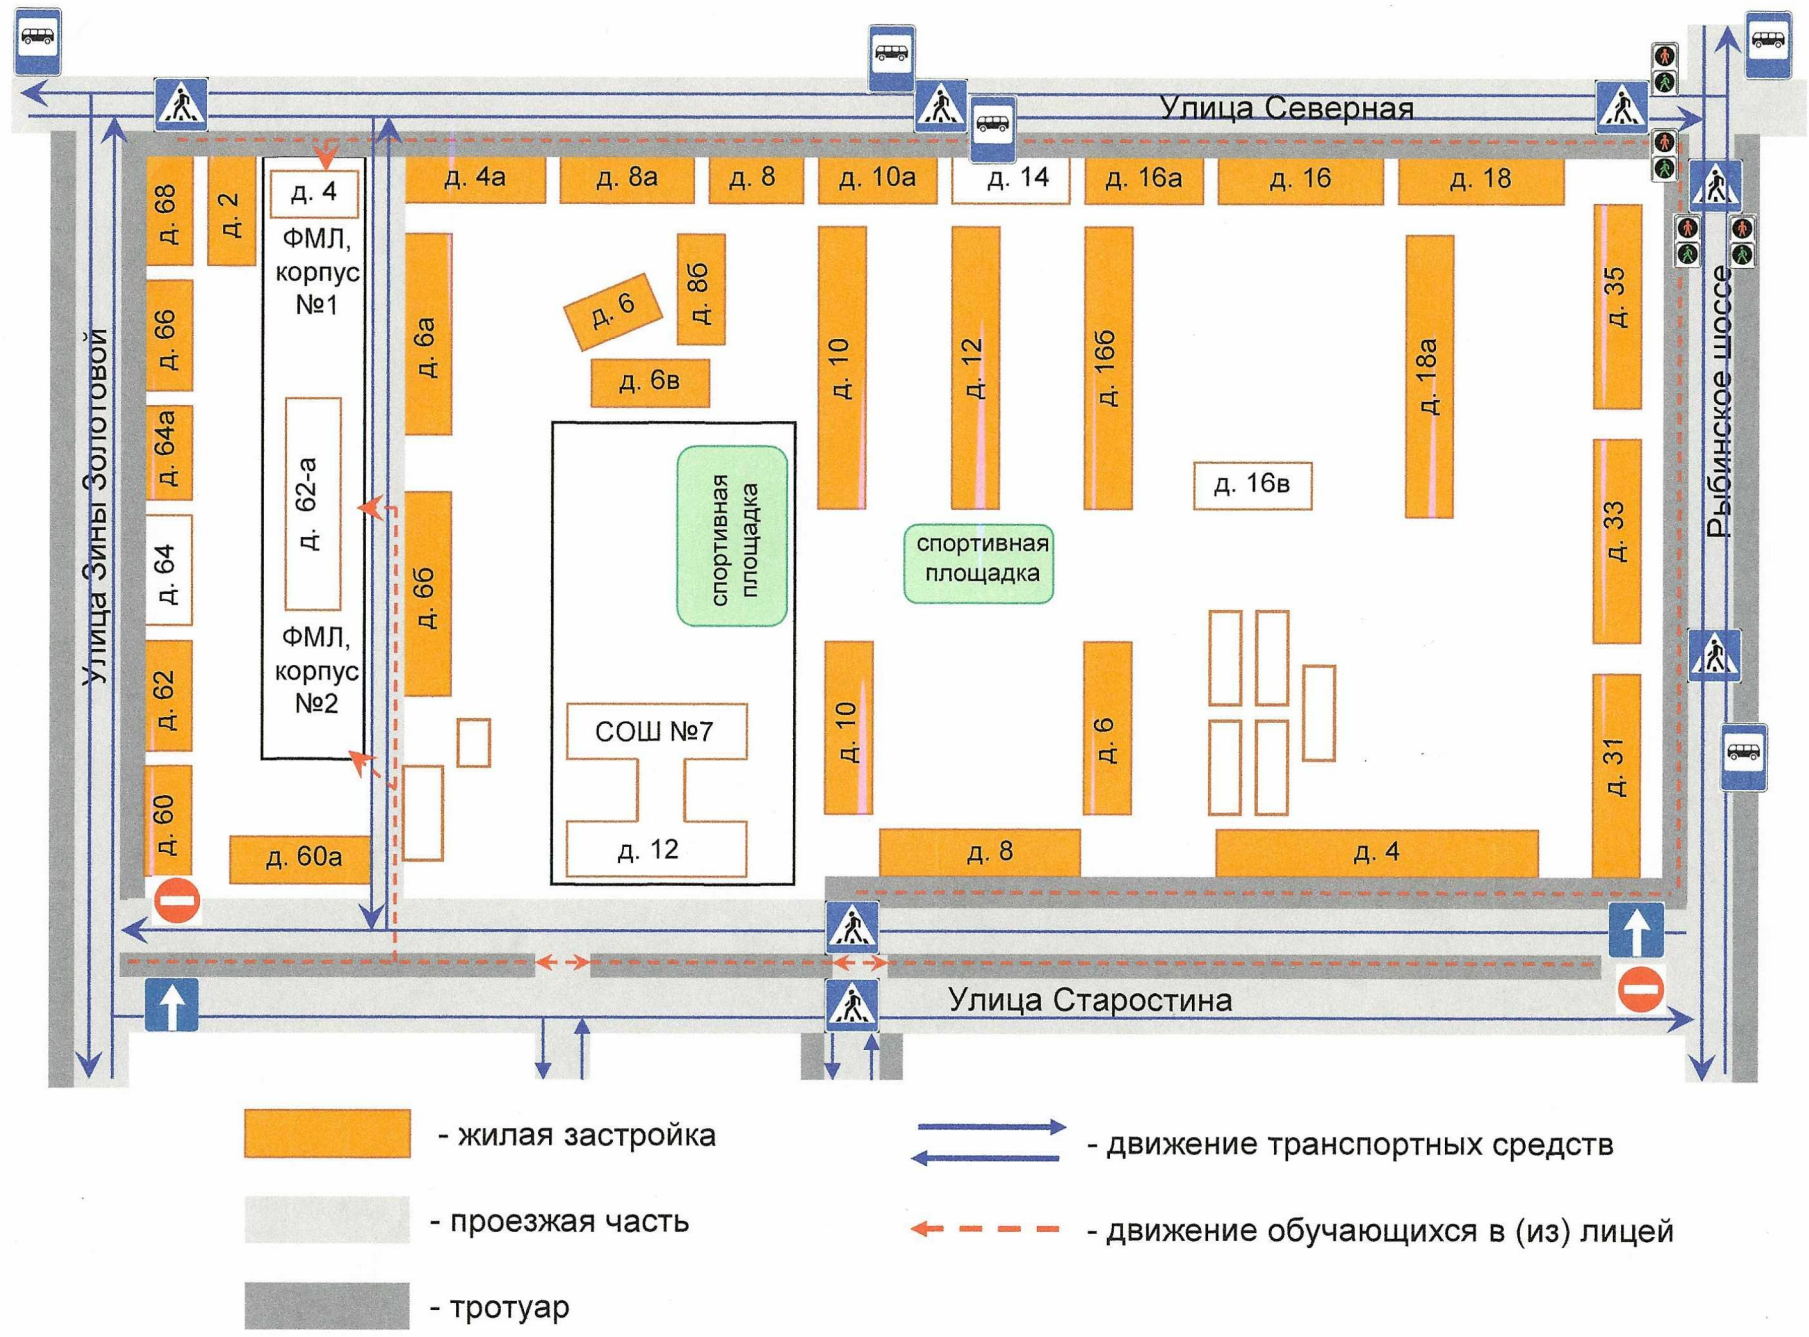 Улица Северная
д. 68
д. 2
д. 4
ФМЛ,
корпус
№1
д. 4а
д. 8а
д. 8
д. 10а
д. 14
д. 16а
д. 16
д. 18
д. 66
д. 64а
д. 64
д. 62
д. 60
д. 60а
д. 62-а
ФМЛ,
корпус
№2
д. 6а
д. 6б
д. 6
д. 8б
д. 6в
спортивная
площадка
СОШ №7
д. 12
д. 10
д. 12
д. 16б
д. 18а
д. 16в
спортивная
площадка
д. 10
д. 6
д. 8
д. 4
д. 35
д. 33
д. 31
Улица Зины Золотовой
Рыбинское шоссе
Улица Старостина
- жилая застройка
- проезжая часть
- тротуар
- движение транспортных средств
- движение обучающихся в (из) лицей